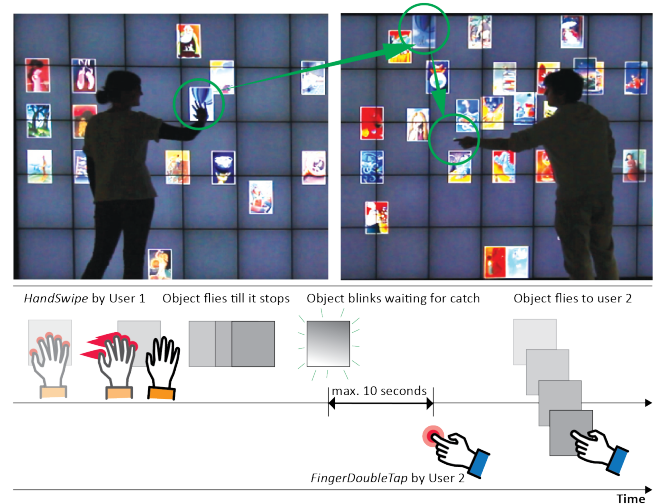 HandSwipe by User 1
Object flies till it stops
Object blinks waiting for catch
Object flies to user 2
max. 10 seconds
FingerDoubleTap by User 2
Time